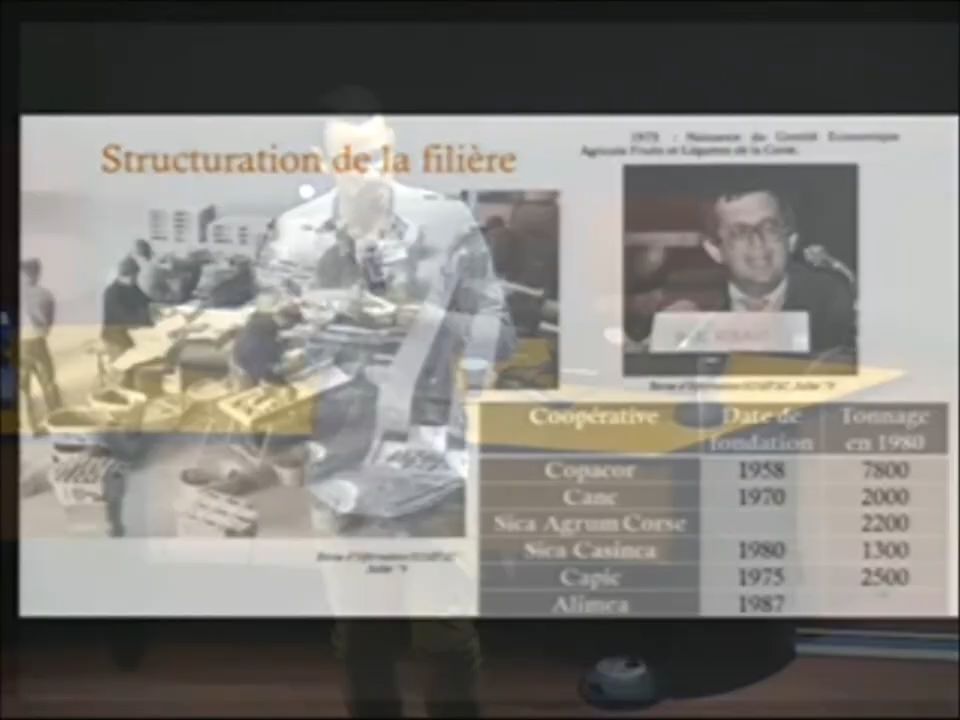 Structuration de la filière
: Naissance du Comité Economique
Agricole Fruits et Légumes de la Corse.
Coopérative Date de fondation Tonnage en 1980
Copacor 1958 7800
Canc 1970 2000
Sica Agrum Corse 2200
Sica Casinca 1980 1300
Capic 1975 2500
Alimea 1987